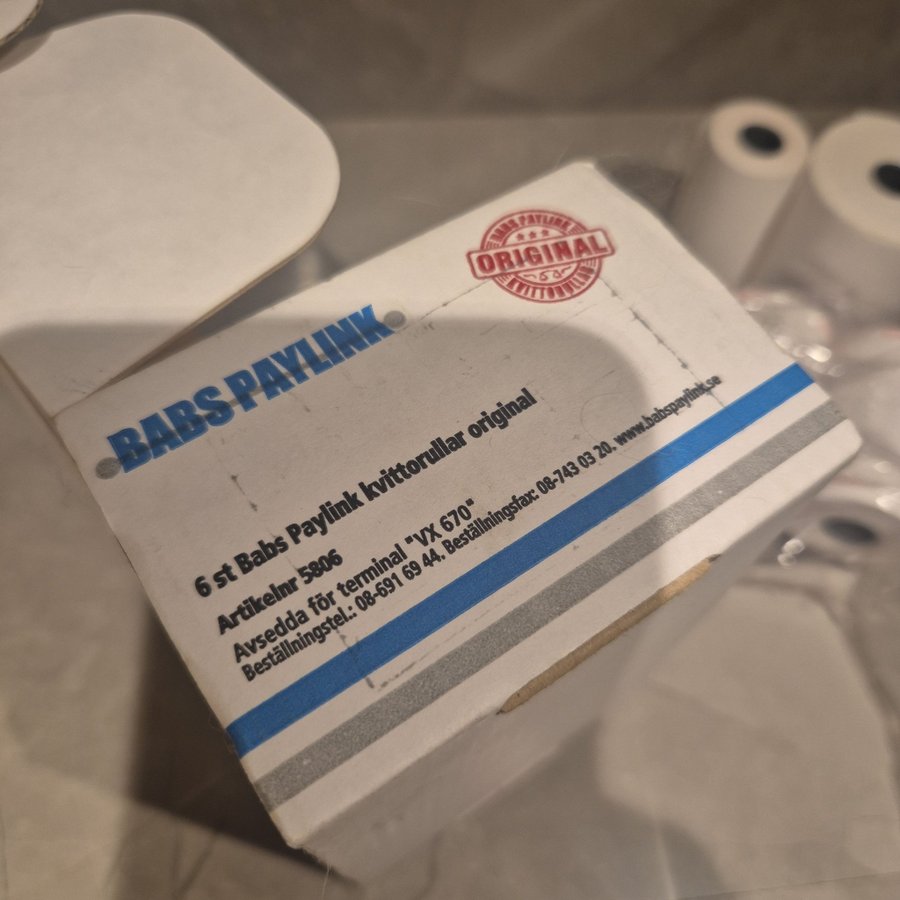 BABS PAYLINK
BABS PAYLINK
ORIGINAL
KVITTORULLAR
6 st Babs Paylink kvittorullar original
Artikelnr 5806
Avsedda för terminal "VX 670"
Beställningstel.: 08-691 69 44, Beställningsfax: 08-743 03 20. www.babspaylink.se